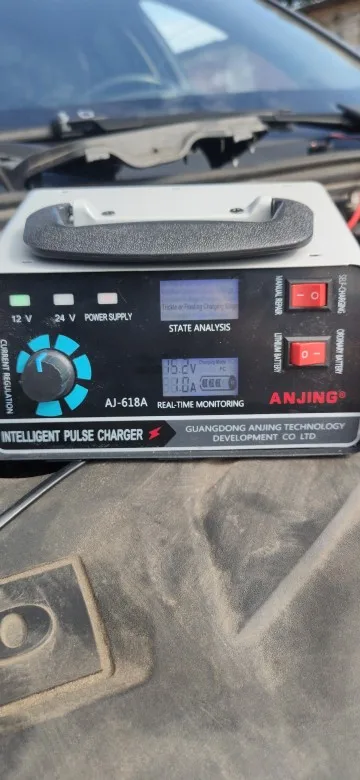 12 V
24 V
POWER SUPPLY
STATE ANALYSIS
SELF-CHARGING
MANUAL REPAIR
ORDINARY BATTERY
LITHIUM BATTERY
CURRENT REGULATION
15.2V
1.0A
AJ-618A
REAL-TIME MONITORING
ANJING®
INTELLIGENT PULSE CHARGER
GUANGDONG ANJING TECHNOLOGY
DEVELOPMENT CO LTD